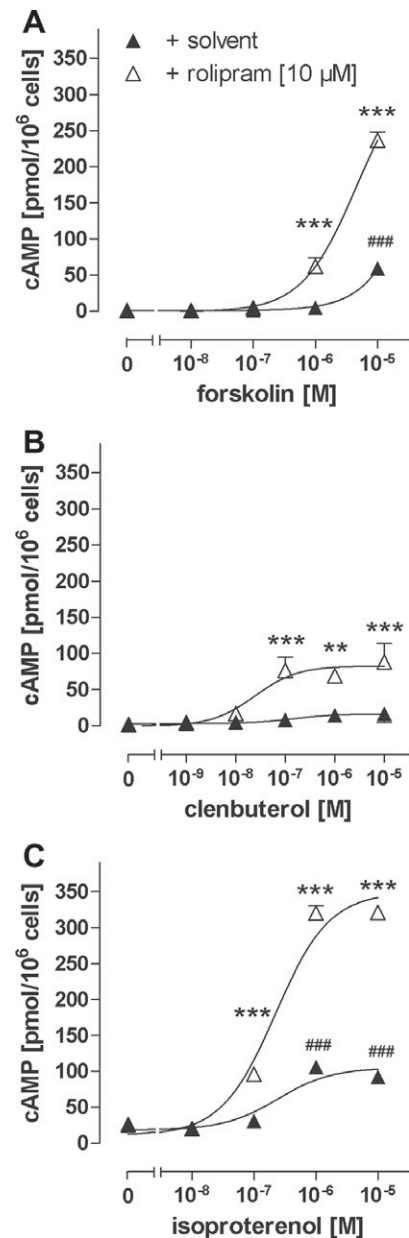 A
▲ + solvent
△ + rolipram [10 µM]
cAMP [pmol/10⁶ cells]
350
300
250
200
150
100
50
0
***
***
###
0 10⁻⁸ 10⁻⁷ 10⁻⁶ 10⁻⁵
forskolin [M]
B
cAMP [pmol/10⁶ cells]
350
300
250
200
150
100
50
0
*** ** ***
0 10⁻⁹ 10⁻⁸ 10⁻⁷ 10⁻⁶ 10⁻⁵
clenbuterol [M]
C
cAMP [pmol/10⁶ cells]
350
300
250
200
150
100
50
0
*** ***
***
### ###
0 10⁻⁸ 10⁻⁷ 10⁻⁶ 10⁻⁵
isoproterenol [M]